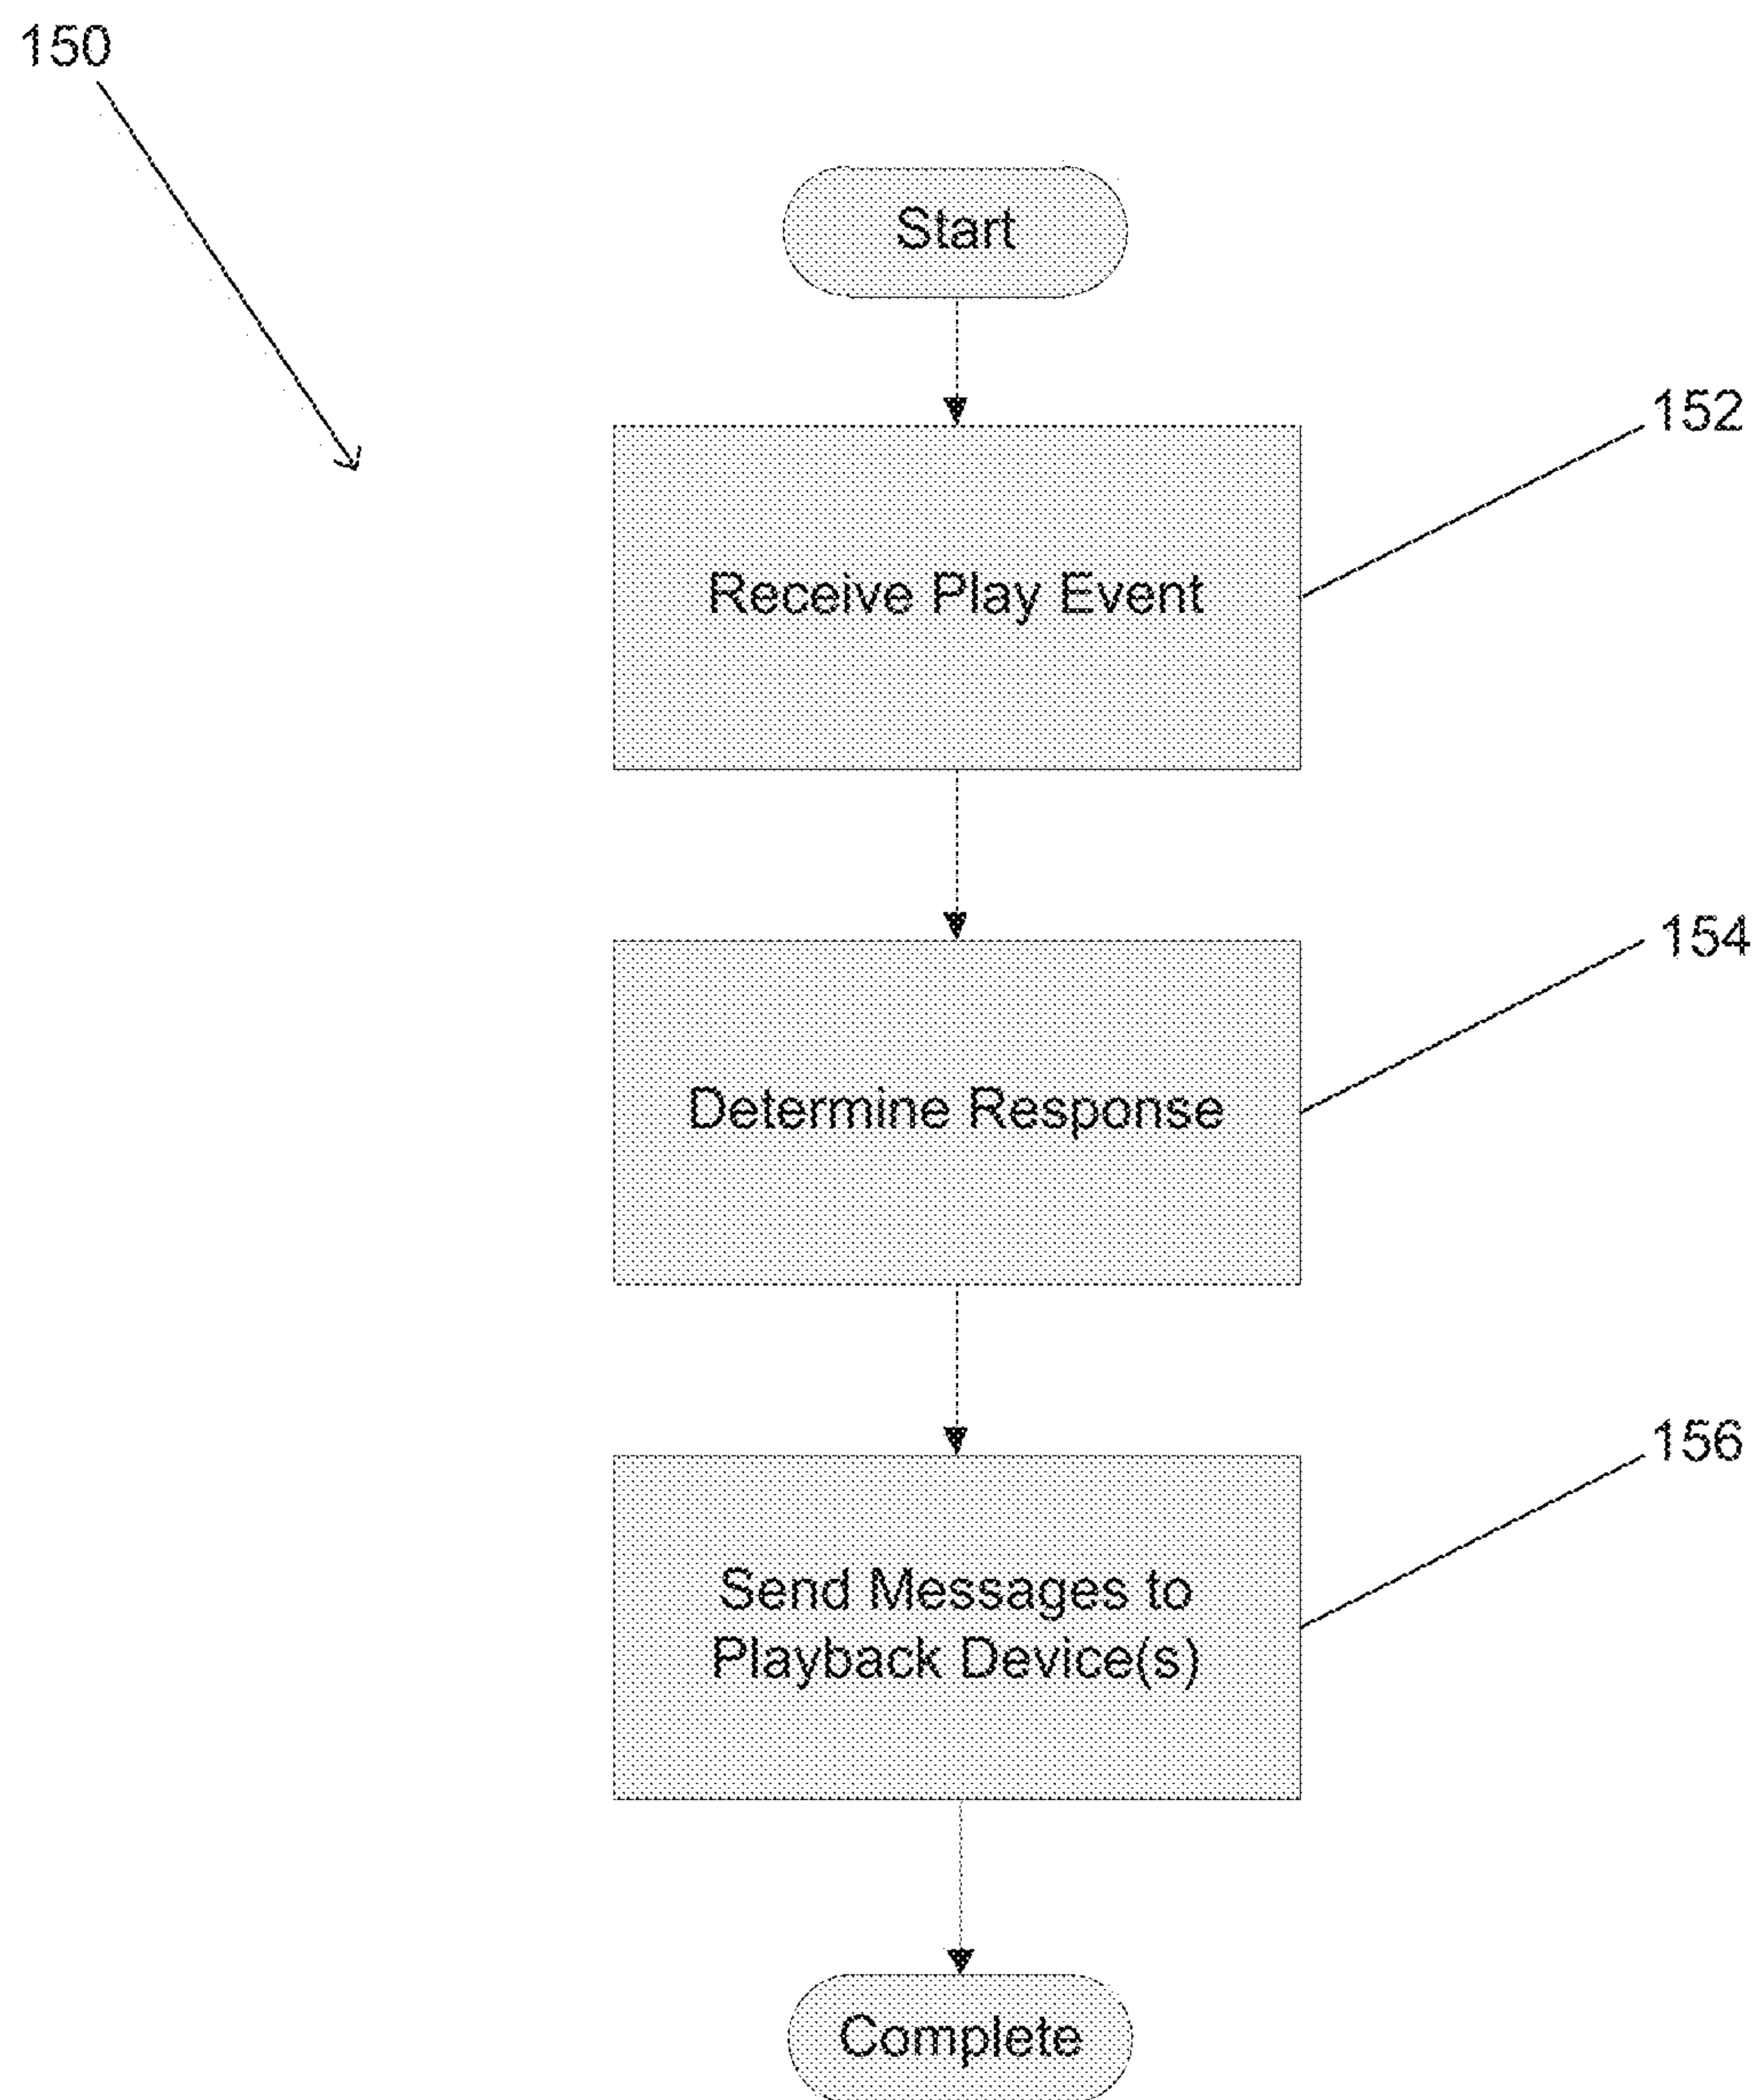 150
Start
152
Receive Play Event
154
Determine Response
156
Send Messages to
Playback Device(s)
Complete